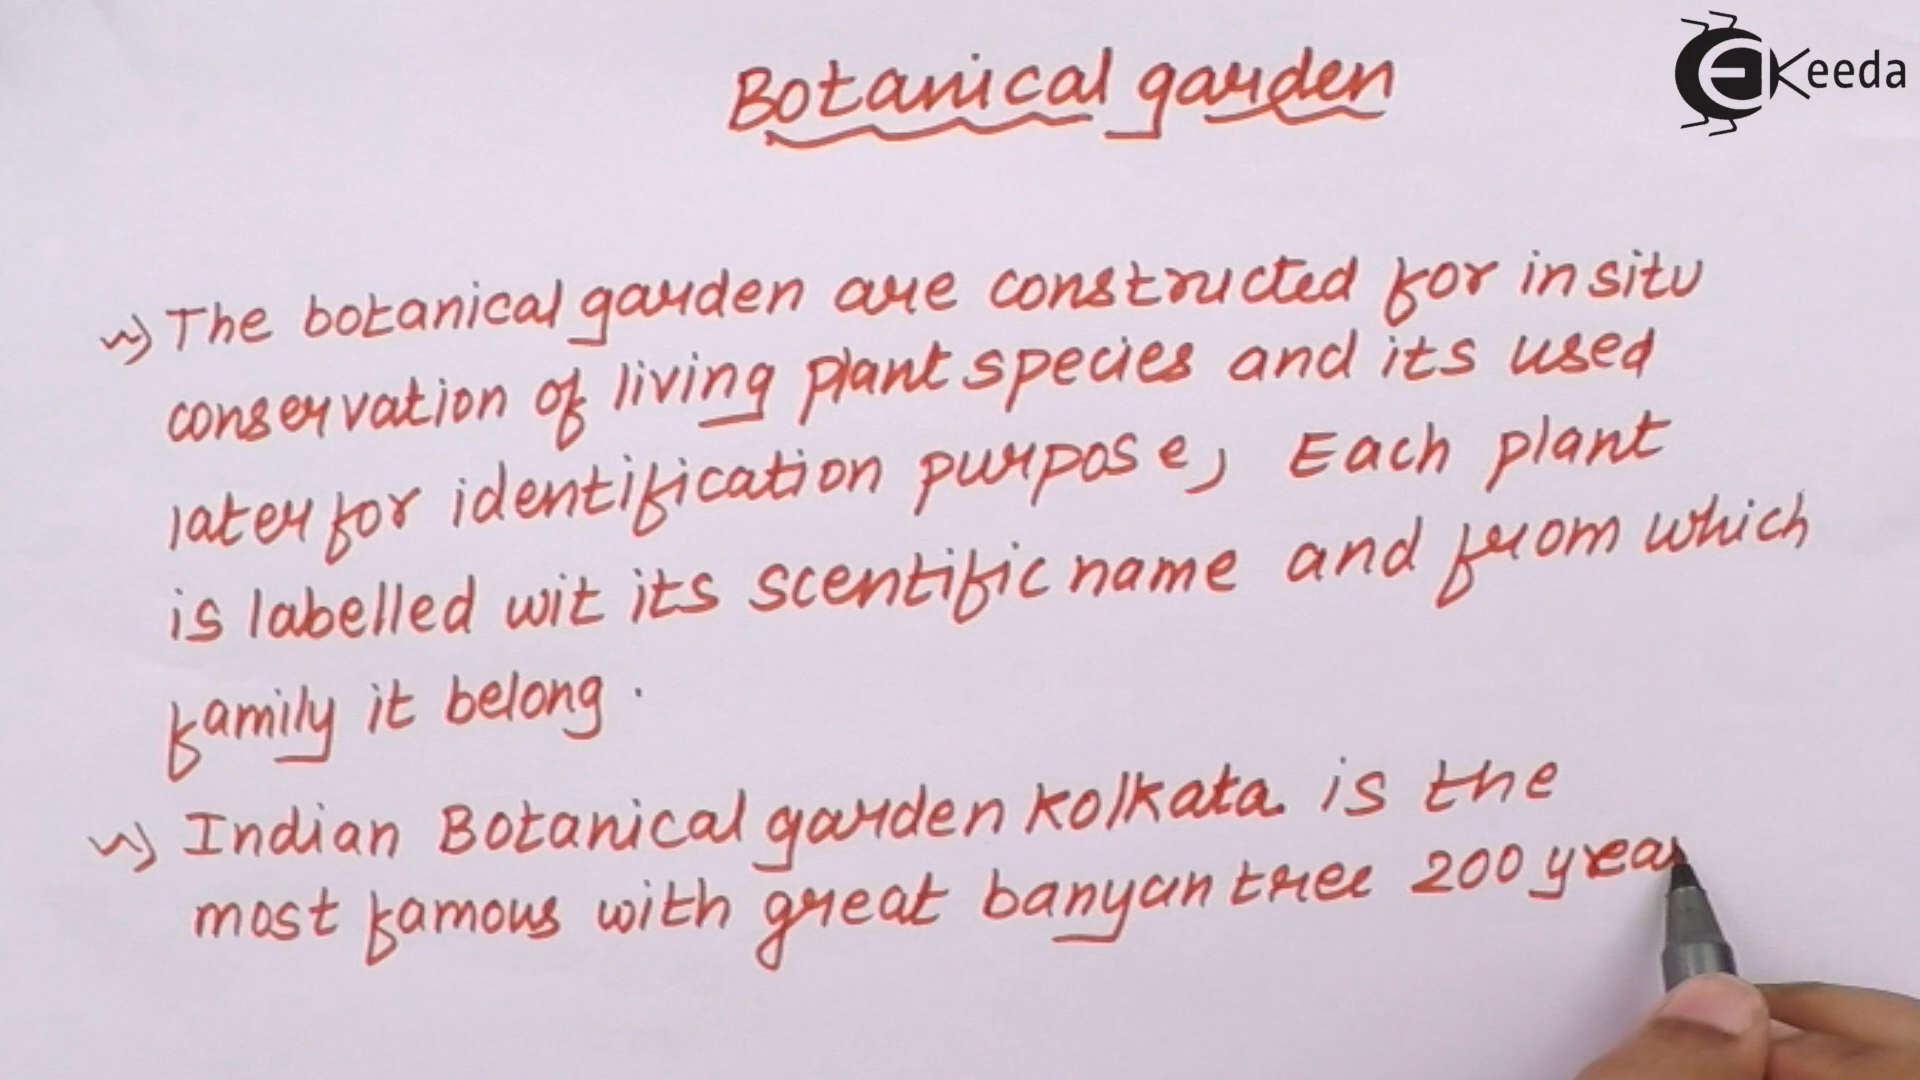 Botanical garden
Keeda
The botanical garden are constructed for insitu
conservation of living plant species and its used
later for identification purpose, Each plant
is labelled wit its scentific name and from which
family it belong.
Indian Botanical garden Kolkata. is the
most famous with great banyan tree 200 year